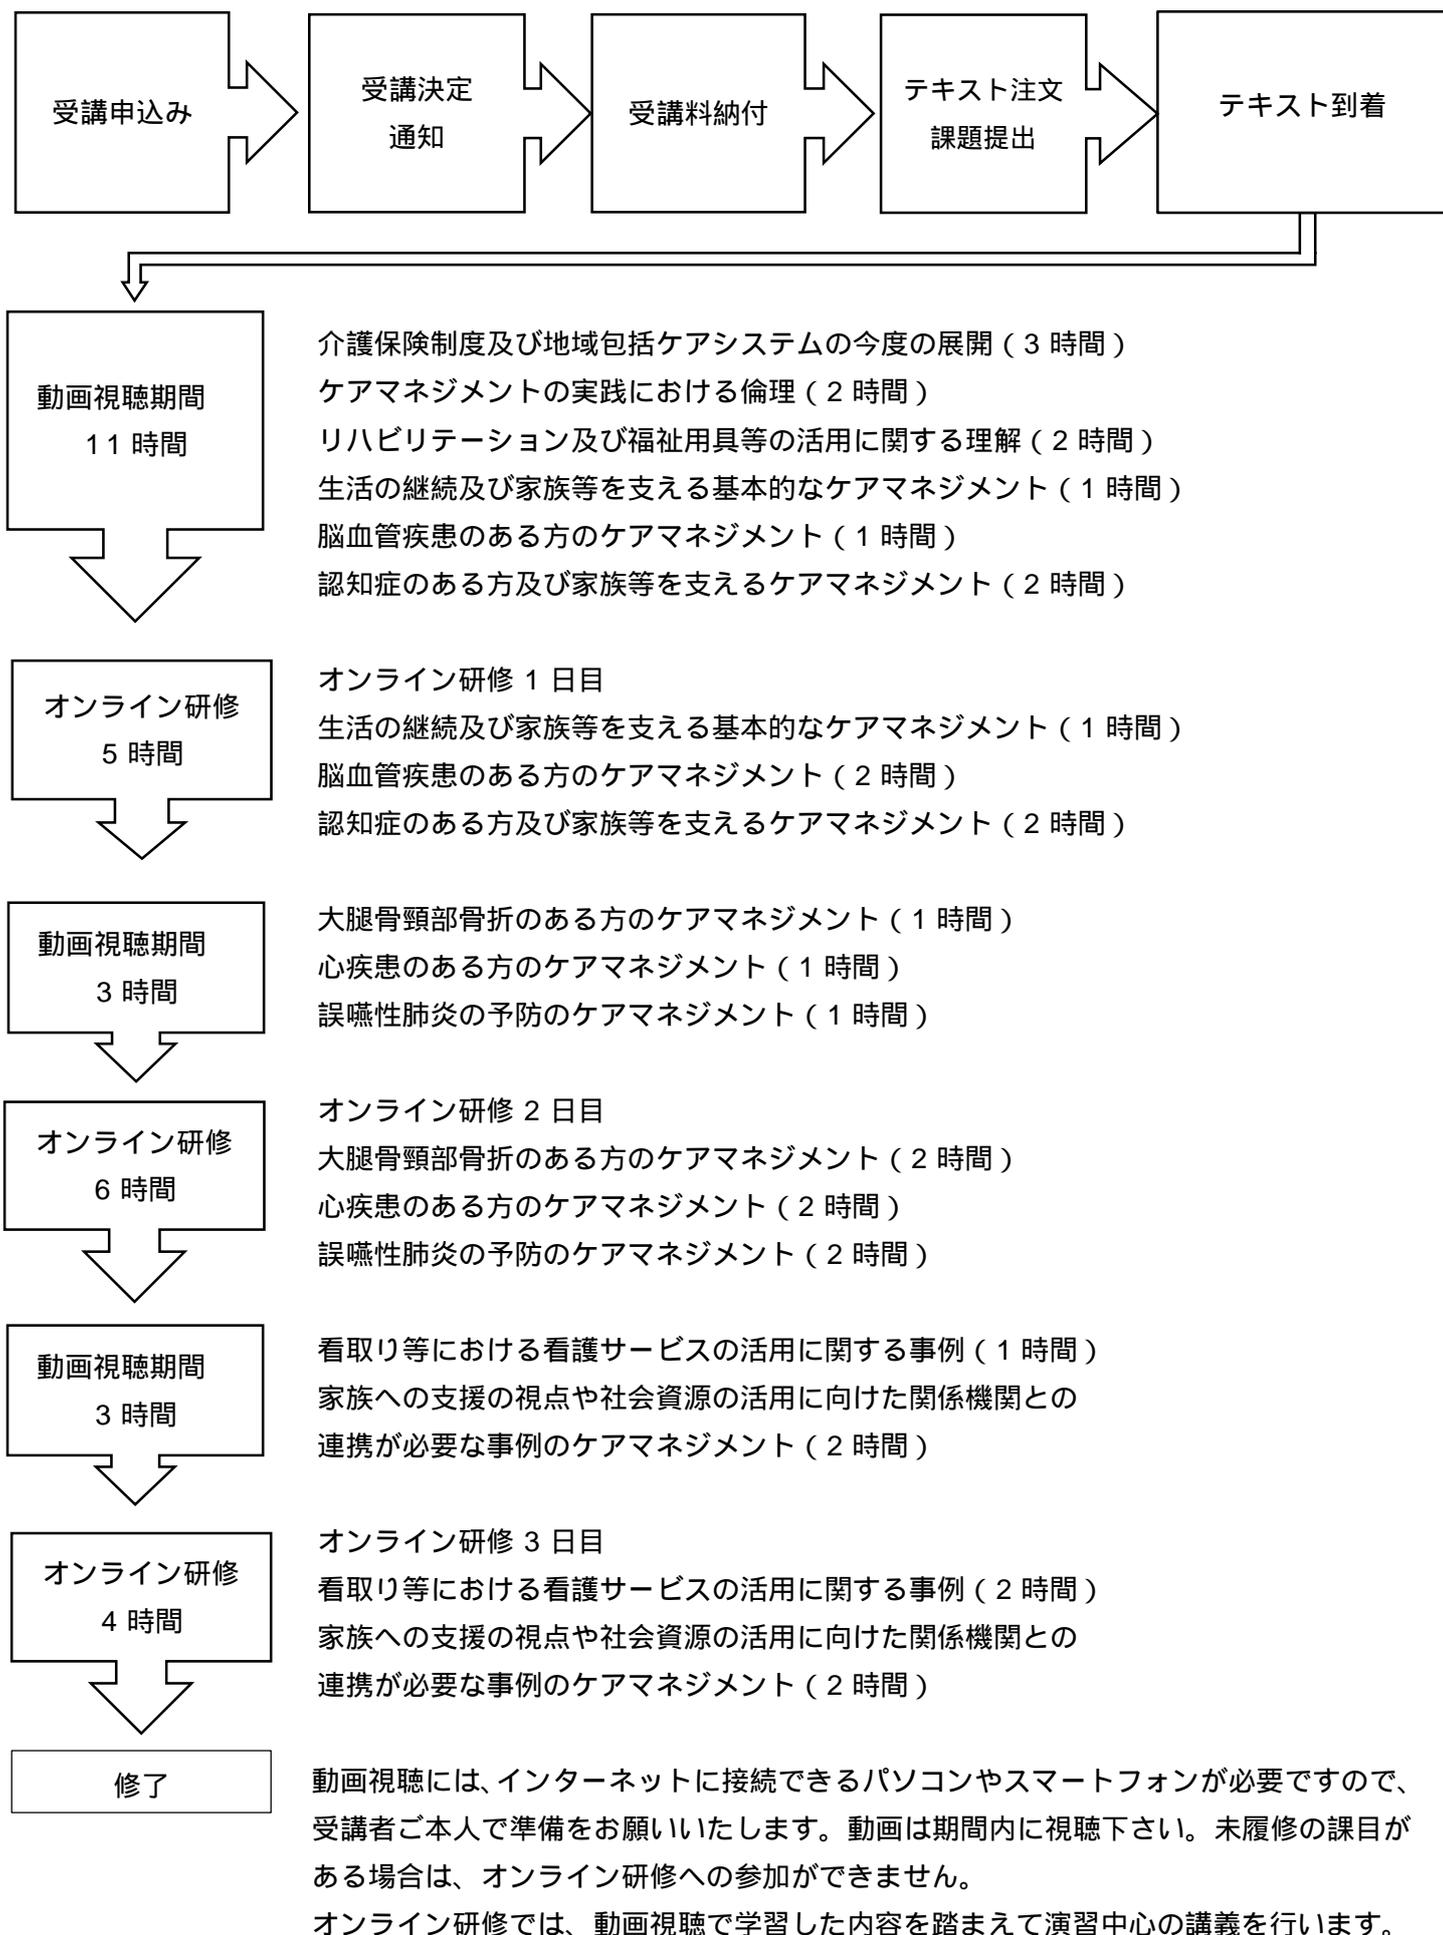 受講申込み
受講決定
通知
受講料納付
テキスト注文
課題提出
テキスト到着
動画視聴期間
11 時間
介護保険制度及び地域包括ケアシステムの今度の展開（3 時間）
ケアマネジメントの実践における倫理（2 時間）
リハビリテーション及び福祉用具等の活用に関する理解（2 時間）
生活の継続及び家族等を支える基本的なケアマネジメント（1 時間）
脳血管疾患のある方のケアマネジメント（1 時間）
認知症のある方及び家族等を支えるケアマネジメント（2 時間）
オンライン研修
5 時間
オンライン研修 1 日目
生活の継続及び家族等を支える基本的なケアマネジメント（1 時間）
脳血管疾患のある方のケアマネジメント（2 時間）
認知症のある方及び家族等を支えるケアマネジメント（2 時間）
動画視聴期間
3 時間
大腿骨頸部骨折のある方のケアマネジメント（1 時間）
心疾患のある方のケアマネジメント（1 時間）
誤嚥性肺炎の予防のケアマネジメント（1 時間）
オンライン研修
6 時間
オンライン研修 2 日目
大腿骨頸部骨折のある方のケアマネジメント（2 時間）
心疾患のある方のケアマネジメント（2 時間）
誤嚥性肺炎の予防のケアマネジメント（2 時間）
動画視聴期間
3 時間
看取り等における看護サービスの活用に関する事例（1 時間）
家族への支援の視点や社会資源の活用に向けた関係機関との
連携が必要な事例のケアマネジメント（2 時間）
オンライン研修
4 時間
オンライン研修 3 日目
看取り等における看護サービスの活用に関する事例（2 時間）
家族への支援の視点や社会資源の活用に向けた関係機関との
連携が必要な事例のケアマネジメント（2 時間）
修了
動画視聴には、インターネットに接続できるパソコンやスマートフォンが必要ですので、
受講者ご本人で準備をお願いいたします。動画は期間内に視聴下さい。未履修の課目が
ある場合は、オンライン研修への参加ができません。
オンライン研修では、動画視聴で学習した内容を踏まえて演習中心の講義を行います。